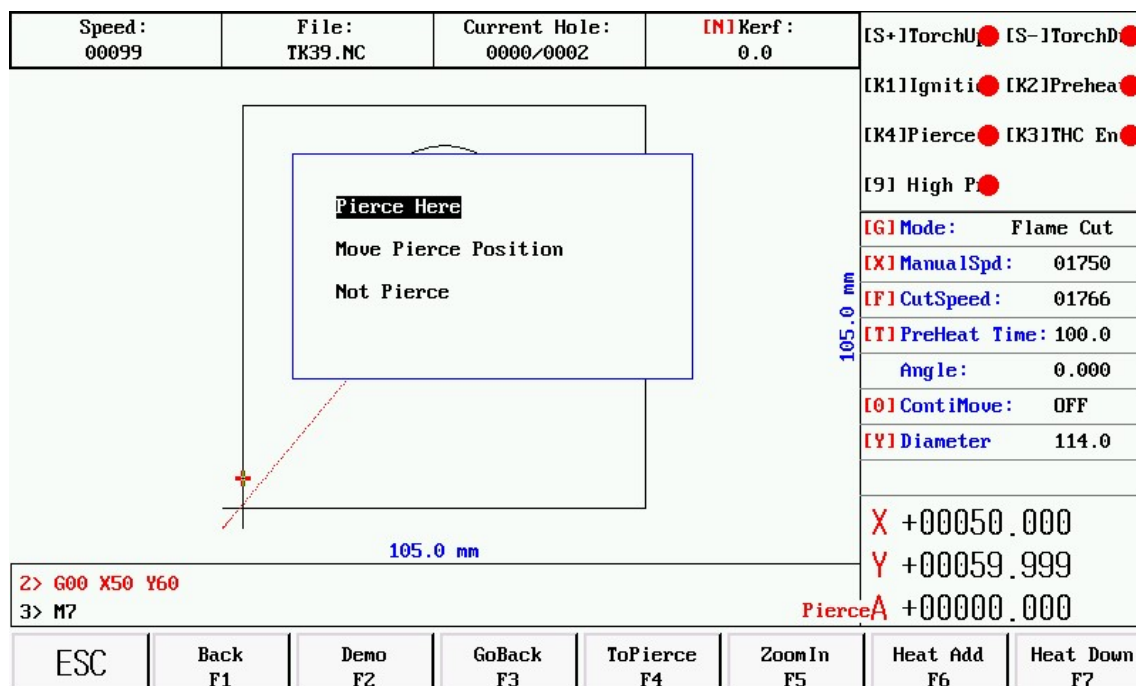 Speed: File: Current Hole: [N]Kerf:
00099 TK39.NC 0000/0002 0.0
[S+]TorchUp [S-]TorchD
[K1]Igniti [K2]Prehea
[K4]Pierce [K3]THC En
[9] High P
Pierce Here
Move Pierce Position
Not Pierce
[G]Mode: Flame Cut
[X]ManualSpd: 01750
[F]CutSpeed: 01766
[T]PreHeat Time: 100.0
Angle: 0.000
[0]ContiMove: OFF
[Y]Diameter 114.0
105.0 mm
105.0 mm
X +00050.000
Y +00059.999
A +00000.000
2> G00 X50 Y60
3> M7
Pierce
ESC
Back F1
Demo F2
GoBack F3
ToPierce F4
ZoomIn F5
Heat Add F6
Heat Down F7